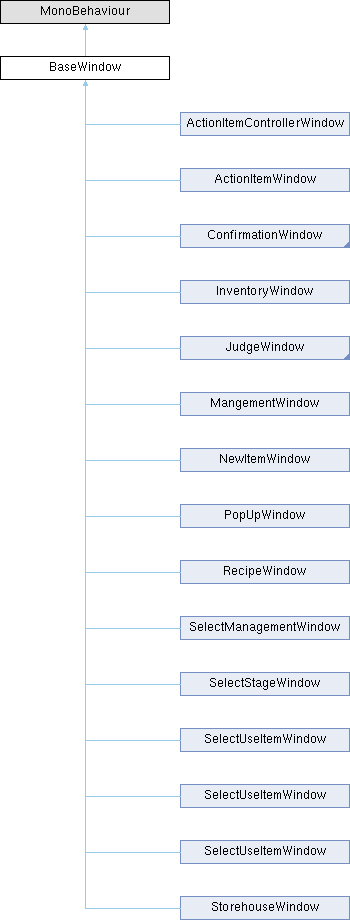 MonoBehaviour
BaseWindow
ActionItemControllerWindow
ActionItemWindow
ConfirmationWindow
InventoryWindow
JudgeWindow
MangementWindow
NewItemWindow
PopUpWindow
RecipeWindow
SelectManagementWindow
SelectStageWindow
SelectUseItemWindow
SelectUseItemWindow
SelectUseItemWindow
StorehouseWindow